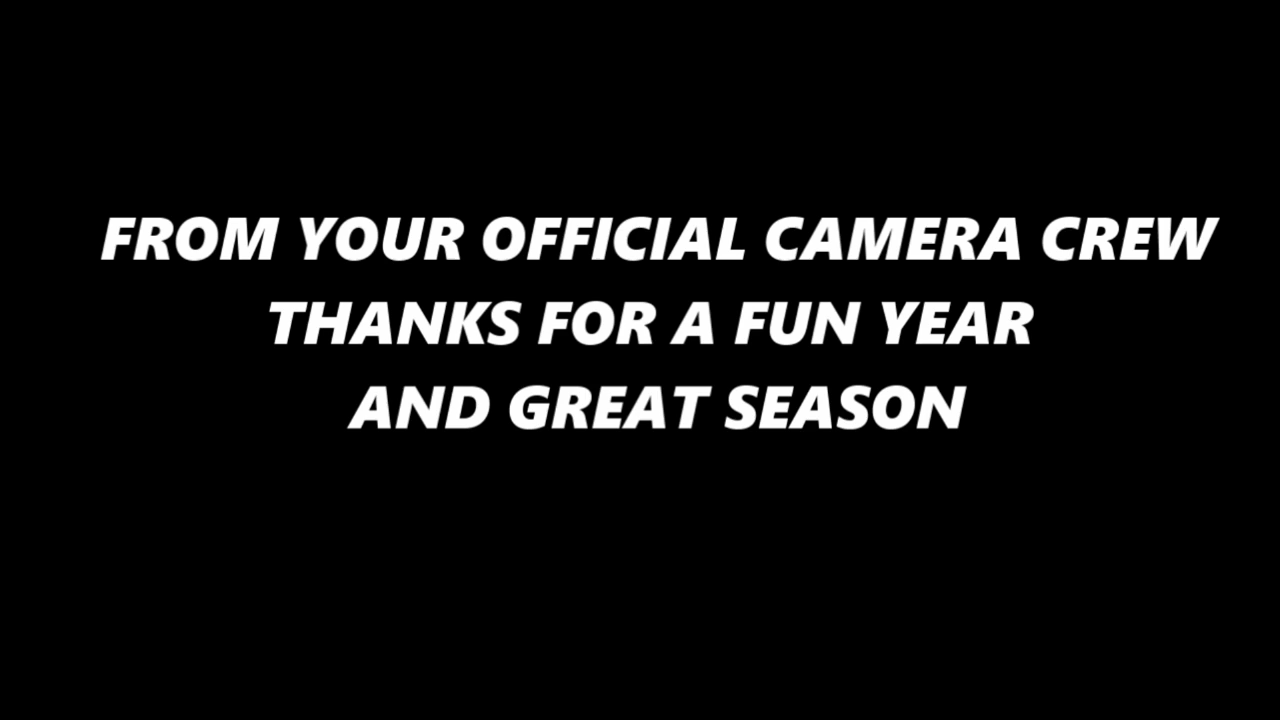 FROM YOUR OFFICIAL CAMERA CREW
THANKS FOR A FUN YEAR
AND GREAT SEASON